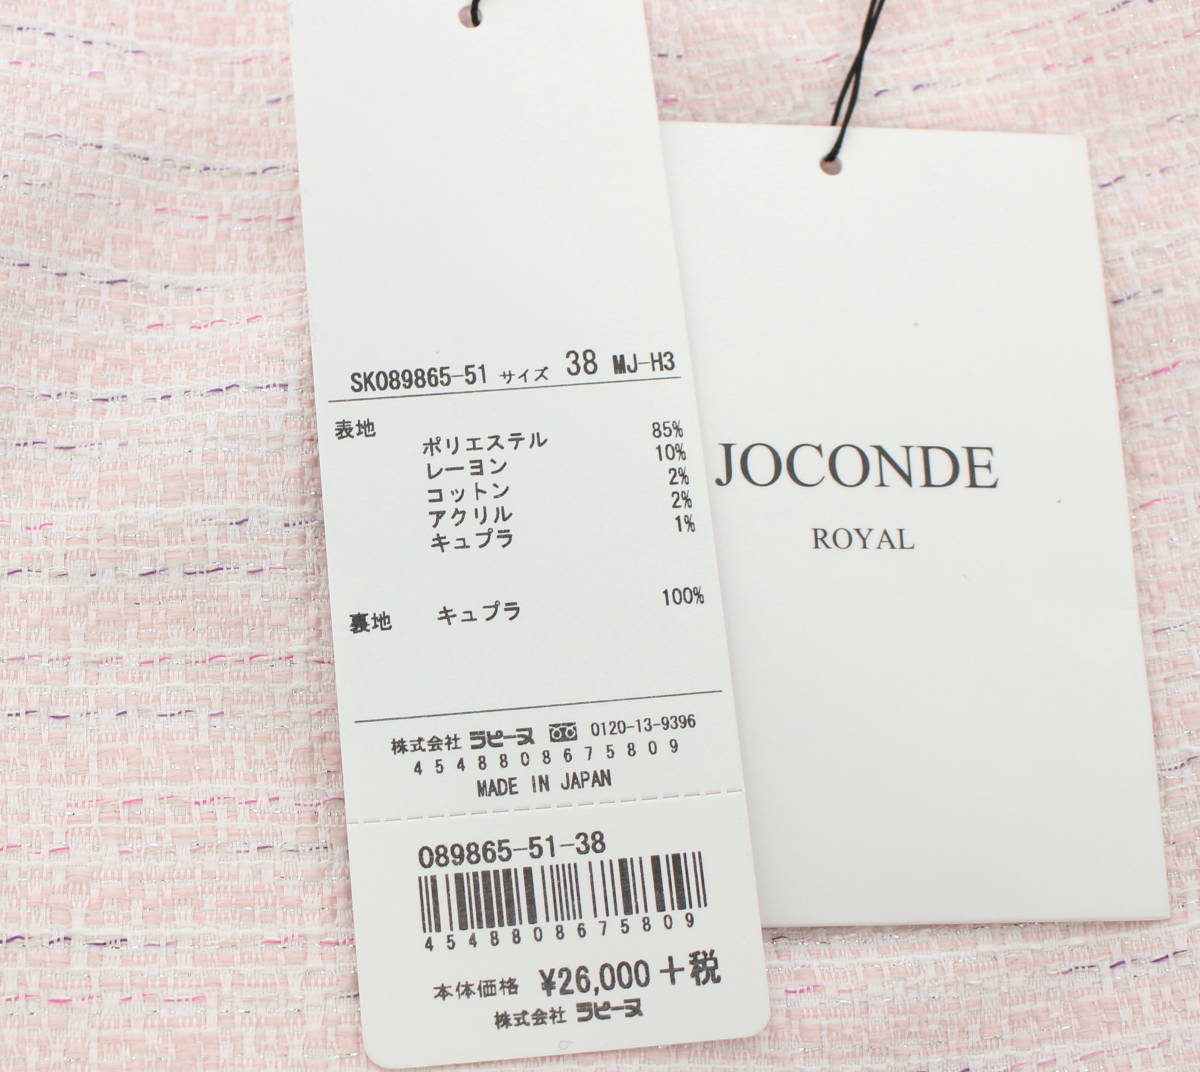 SK089865-51 サイズ 38 MJ-H3
表地
ポリエステル 85%
レーヨン 10%
コットン 2%
アクリル 2%
キュプラ 1%
裏地 キュプラ 100%
株式会社 ラピーヌ 0120-13-9396
4548808675809
MADE IN JAPAN
089865-51-38
4548808675809
本体価格 ¥26,000+税
株式会社 ラピーヌ
JOCONDE
ROYAL